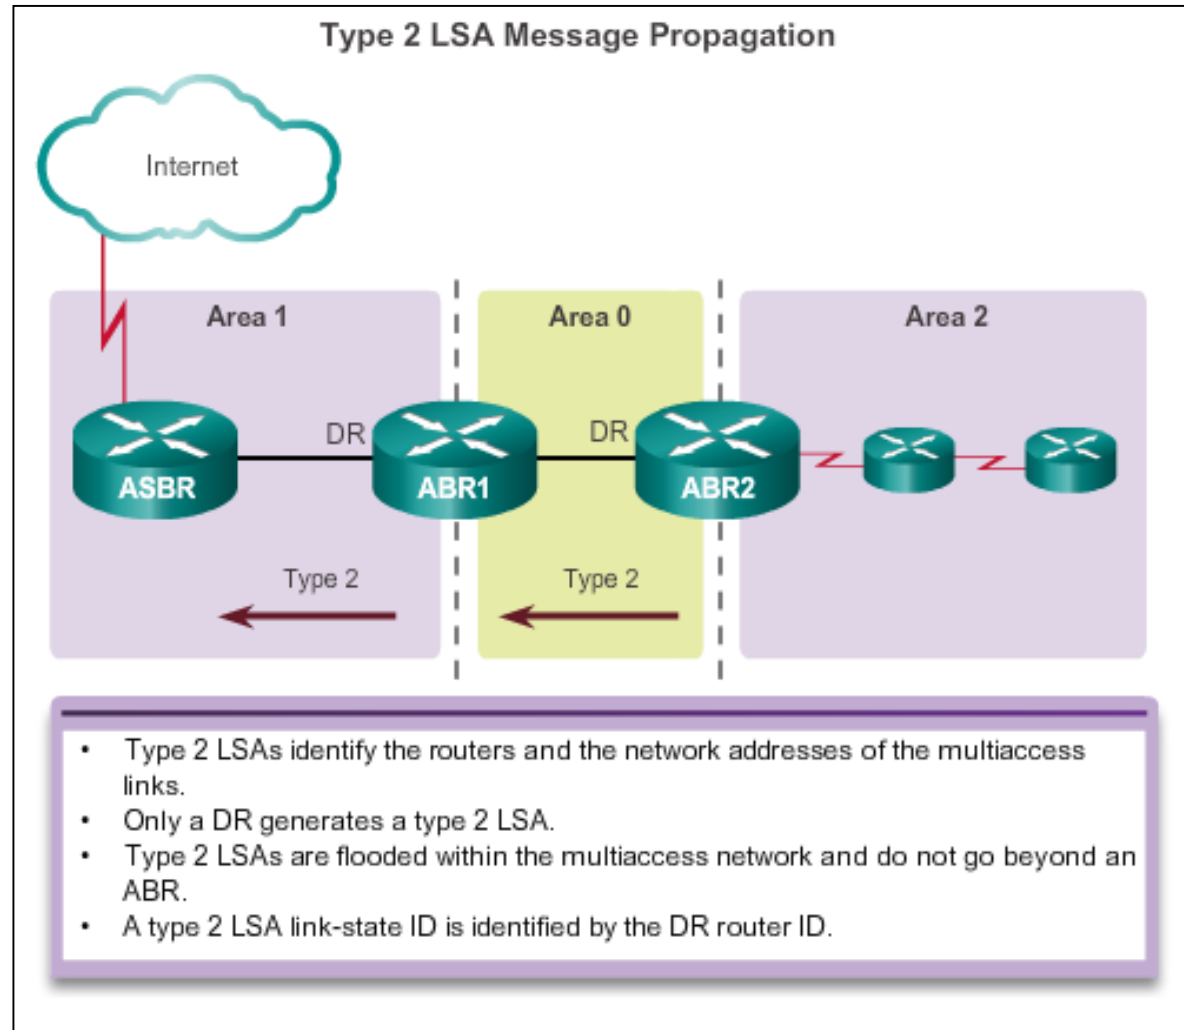 Type 2 LSA Message Propagation
Internet
Area 1
Area 0
Area 2
DR
DR
ASBR
ABR1
ABR2
Type 2
Type 2
• Type 2 LSAs identify the routers and the network addresses of the multiaccess
links.
• Only a DR generates a type 2 LSA.
• Type 2 LSAs are flooded within the multiaccess network and do not go beyond an
ABR.
• A type 2 LSA link-state ID is identified by the DR router ID.